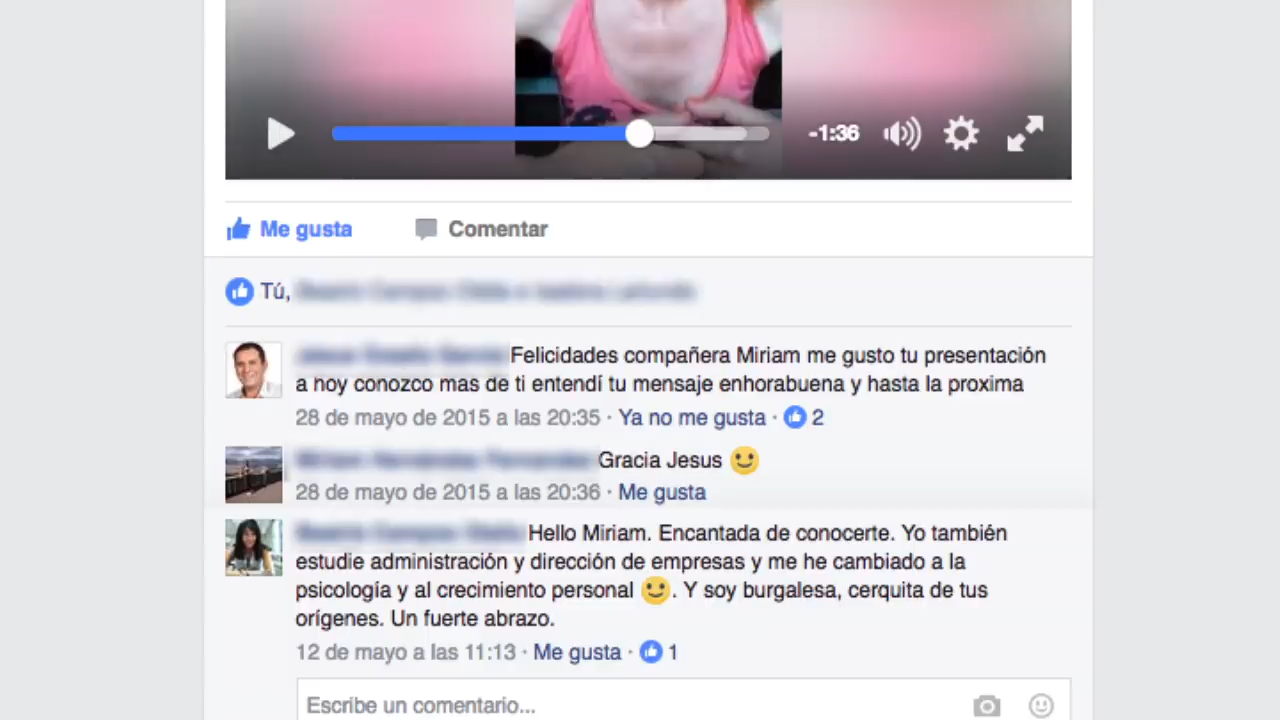 -1:36
Me gusta Comentar
Tú,
Felicidades compañera Miriam me gusto tu presentación
a hoy conozco mas de ti entendí tu mensaje enhorabuena y hasta la proxima
28 de mayo de 2015 a las 20:35 · Ya no me gusta · 2
Gracia Jesus
28 de mayo de 2015 a las 20:36 · Me gusta
Hello Miriam. Encantada de conocerte. Yo también
estudie administración y dirección de empresas y me he cambiado a la
psicología y al crecimiento personal 🙂. Y soy burgalesa, cerquita de tus
orígenes. Un fuerte abrazo.
12 de mayo a las 11:13 · Me gusta · 1
Escribe un comentario...